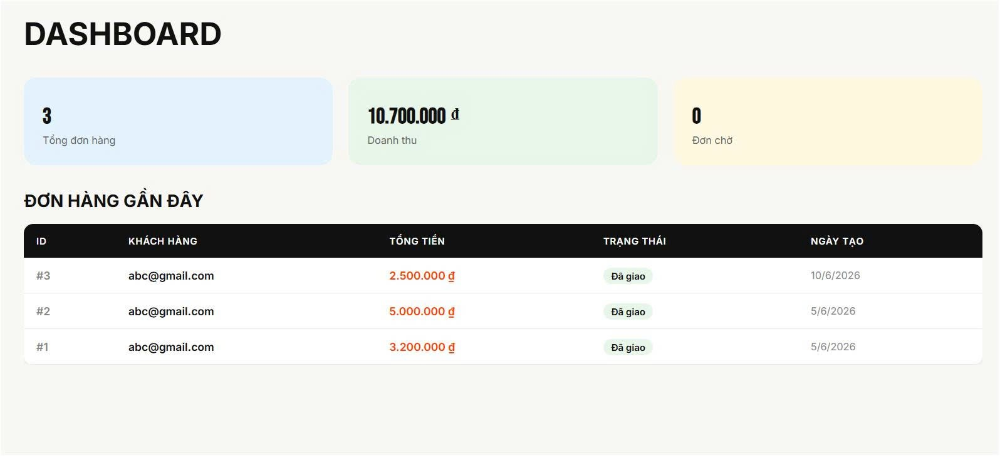 DASHBOARD
3
Tổng đơn hàng
10.700.000 ₫
Doanh thu
0
Đơn chờ
ĐƠN HÀNG GẦN ĐÂY
ID KHÁCH HÀNG TỔNG TIỀN TRẠNG THÁI NGÀY TẠO
#3 abc@gmail.com 2.500.000 ₫ Đã giao 10/6/2026
#2 abc@gmail.com 5.000.000 ₫ Đã giao 5/6/2026
#1 abc@gmail.com 3.200.000 ₫ Đã giao 5/6/2026